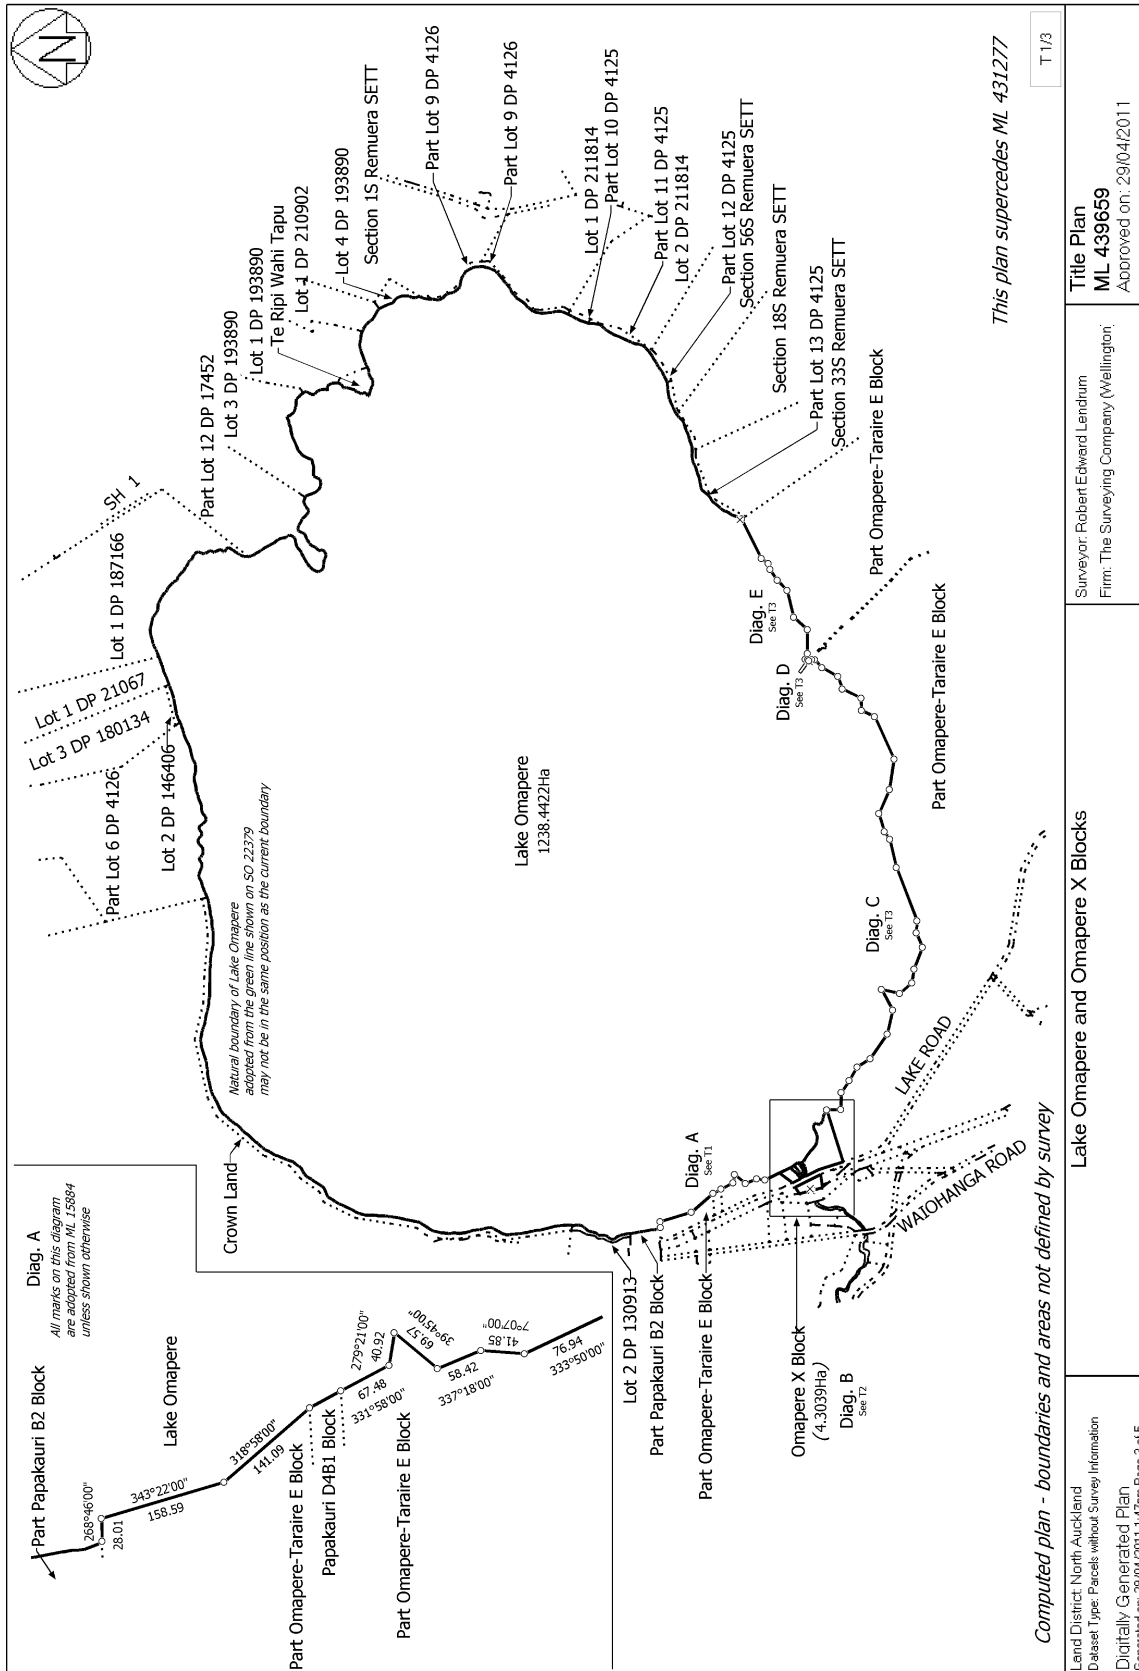 N
Diag. A
All marks on this diagram
are adopted from ML 15884
unless shown otherwise
Part Papakauri B2 Block
Lake Omapere
268°46'00"
28.01
343°22'00"
158.59
318°58'00"
141.09
Part Omapere-Taraire E Block
Papakauri D4B1 Block
Part Omapere-Taraire E Block
67.48
331°58'00"
279°21'00"
40.92
39°45'00"
69.57
58.42
337°18'00"
7°07'00"
41.85
76.94
333°50'00"
Crown Land
Natural boundary of Lake Omapere
adopted from the green line shown on SO 22379
may not be in the same position as the current boundary
Part Lot 6 DP 4126
Lot 2 DP 146406
Lot 3 DP 180134
Lot 1 DP 21067
Lot 1 DP 187166
SH 1
Part Lot 12 DP 17452
Lot 3 DP 193890
Lot 1 DP 193890
Te Ripi Wahi Tapu
Lot 1 DP 210902
Lot 4 DP 193890
Section 1S Remuera SETT
Part Lot 9 DP 4126
Part Lot 9 DP 4126
Lot 1 DP 211814
Part Lot 10 DP 4125
Part Lot 11 DP 4125
Lot 2 DP 211814
Part Lot 12 DP 4125
Section 56S Remuera SETT
Section 18S Remuera SETT
Part Lot 13 DP 4125
Section 33S Remuera SETT
Part Omapere-Taraire E Block
Part Omapere-Taraire E Block
Lake Omapere
1238.4422Ha
Diag. E
See T3
Diag. D
See T3
Diag. C
See T3
Diag. A
See T1
LAKE ROAD
WAIOHANGA ROAD
Lot 2 DP 130913
Part Papakauri B2 Block
Part Omapere-Taraire E Block
Omapere X Block
(4.3039Ha)
Diag. B
See T2
This plan supercedes ML 431277
T 1/3
Computed plan - boundaries and areas not defined by survey
Land District: North Auckland
Dataset Type: Parcels without Survey Information
Digitally Generated Plan
Lake Omapere and Omapere X Blocks
Surveyor: Robert Edward Lendrum
Firm: The Surveying Company (Wellington)
Title Plan
ML 439659
Approved on: 29/04/2011